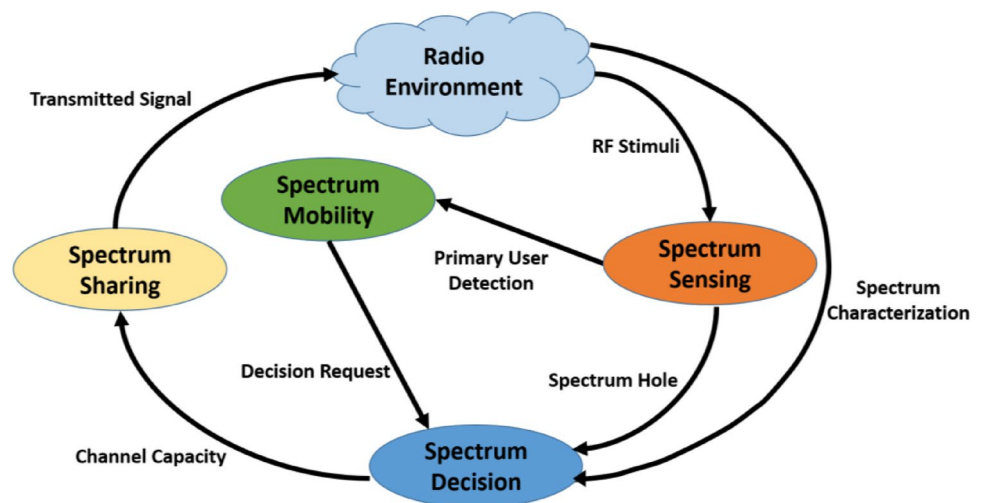 Radio
Environment
Transmitted Signal
RF Stimuli
Spectrum
Mobility
Spectrum
Sharing
Primary User
Detection
Spectrum
Sensing
Spectrum
Characterization
Decision Request
Spectrum Hole
Channel Capacity
Spectrum
Decision